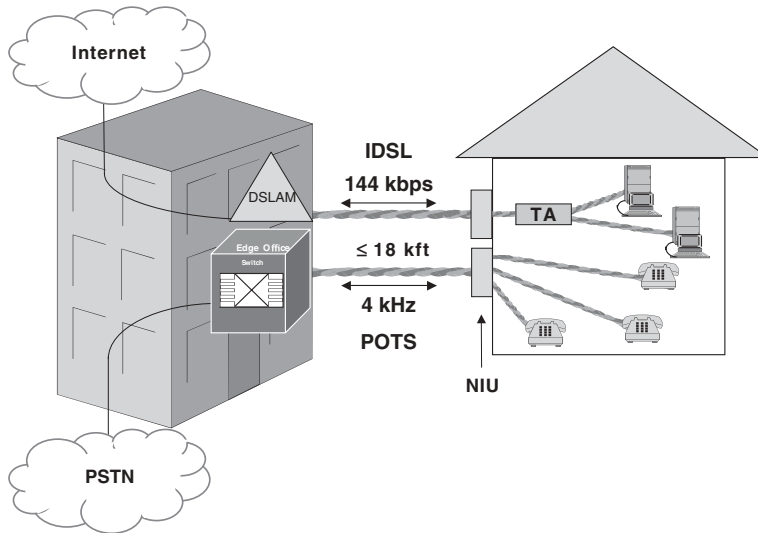 Internet
IDSL
144 kbps
DSLAM
TA
Edge Office
Switch
≤ 18 kft
4 kHz
POTS
NIU
PSTN